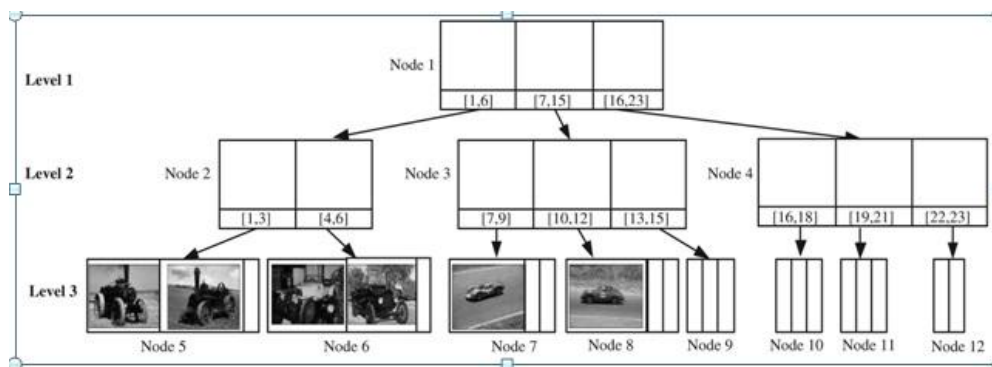 Level 1
Node 1
[1,6] [7,15] [16,23]
Level 2
Node 2
[1,3] [4,6]
Node 3
[7,9] [10,12] [13,15]
Node 4
[16,18] [19,21] [22,23]
Level 3
Node 5 Node 6 Node 7 Node 8 Node 9 Node 10 Node 11 Node 12